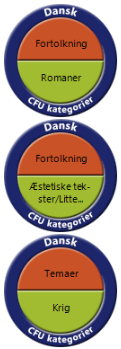 Dansk
Fortolkning
Romaner
CFU kategorier
Dansk
Fortolkning
Æstetiske tek-
ster/Litte...
CFU kategorier
Dansk
Temaer
Krig
CFU kategorier